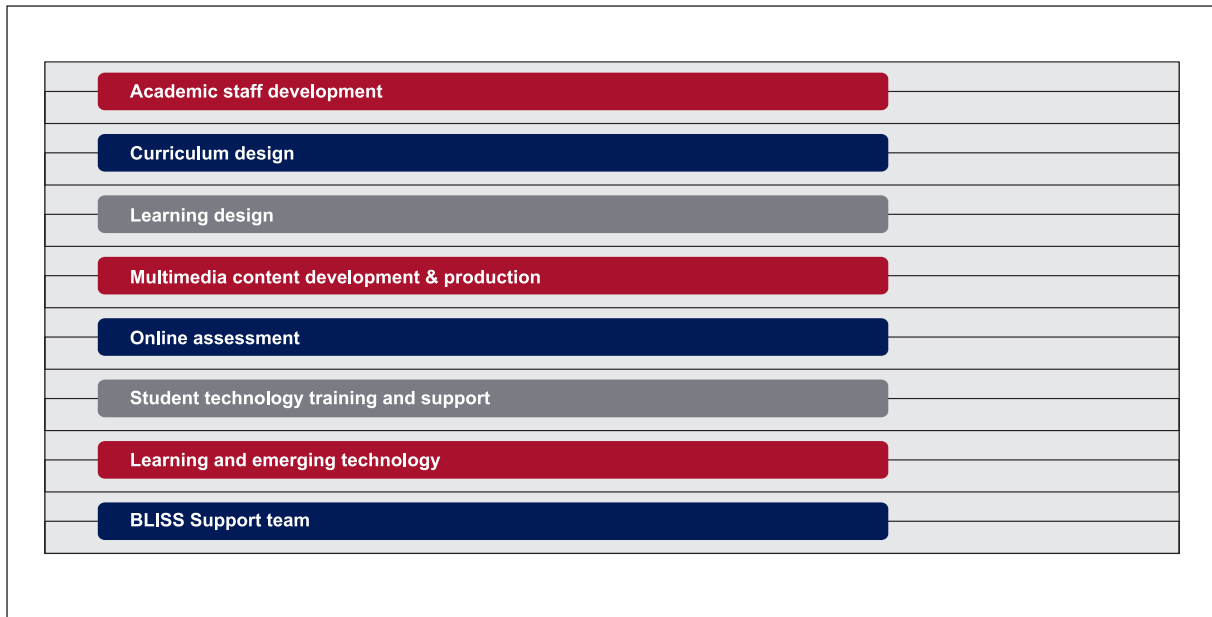 Academic staff development
Curriculum design
Learning design
Multimedia content development & production
Online assessment
Student technology training and support
Learning and emerging technology
BLISS Support team